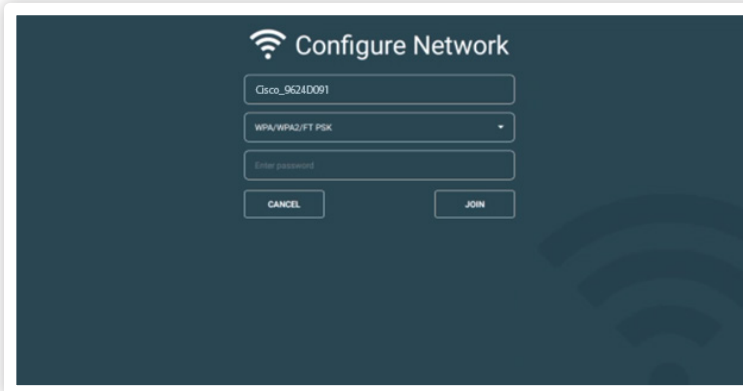 Configure Network
Cisco_9624D091
WPA/WPA2/FT PSK
Enter password
CANCEL JOIN